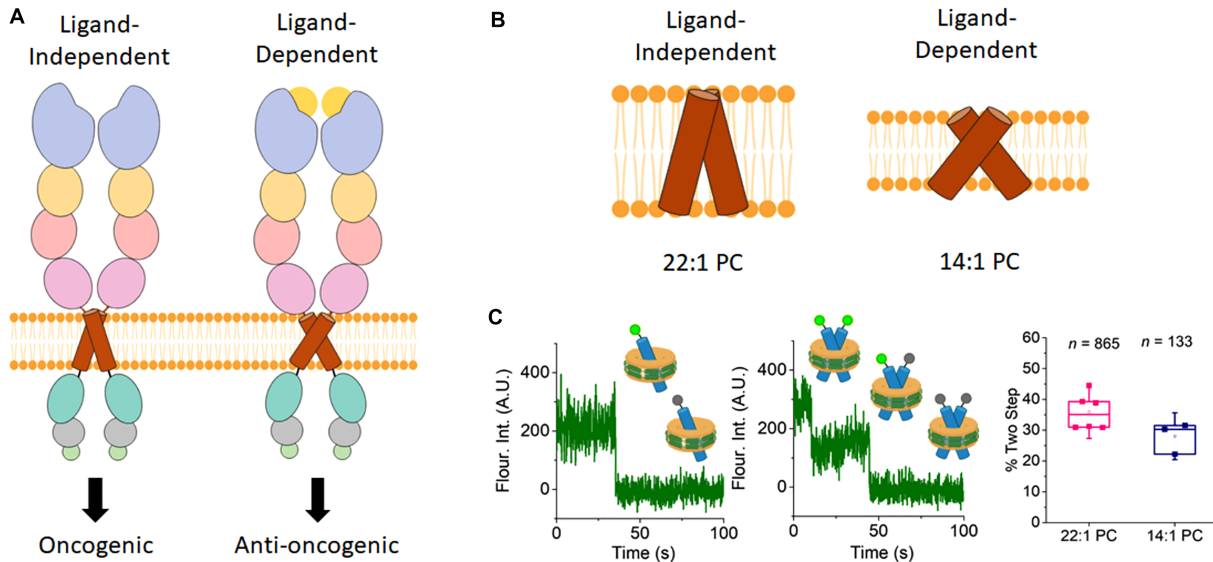 A
Ligand-
Independent
Ligand-
Dependent
Oncogenic
Anti-oncogenic
B
Ligand-
Independent
Ligand-
Dependent
22:1 PC
14:1 PC
C
Flour. Int. (A.U.)
400
200
0
0 50 100
Time (s)
Flour. Int. (A.U.)
400
200
0
0 50 100
Time (s)
% Two Step
60
50
40
30
20
10
0
n = 865
n = 133
22:1 PC
14:1 PC